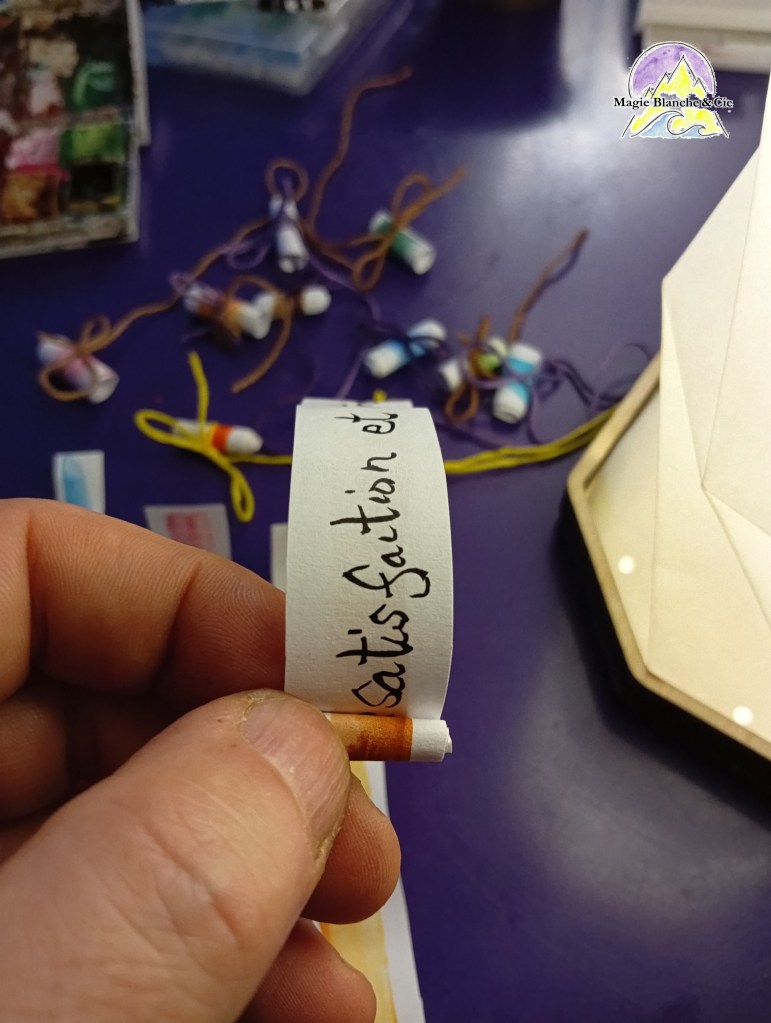 Magie Blanche & Cie
satisfaction et